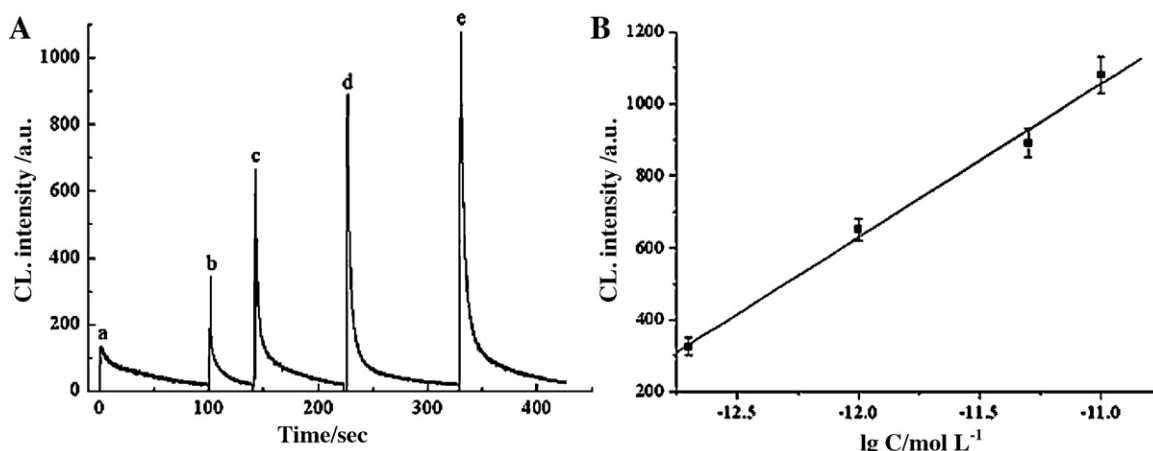 A
CL. intensity /a.u.
1000
800
600
400
200
0
a
b
c
d
e
0 100 200 300 400
Time/sec
B
CL. intensity /a.u.
1200
1000
800
600
400
200
-12.5 -12.0 -11.5 -11.0
lg C/mol L⁻¹